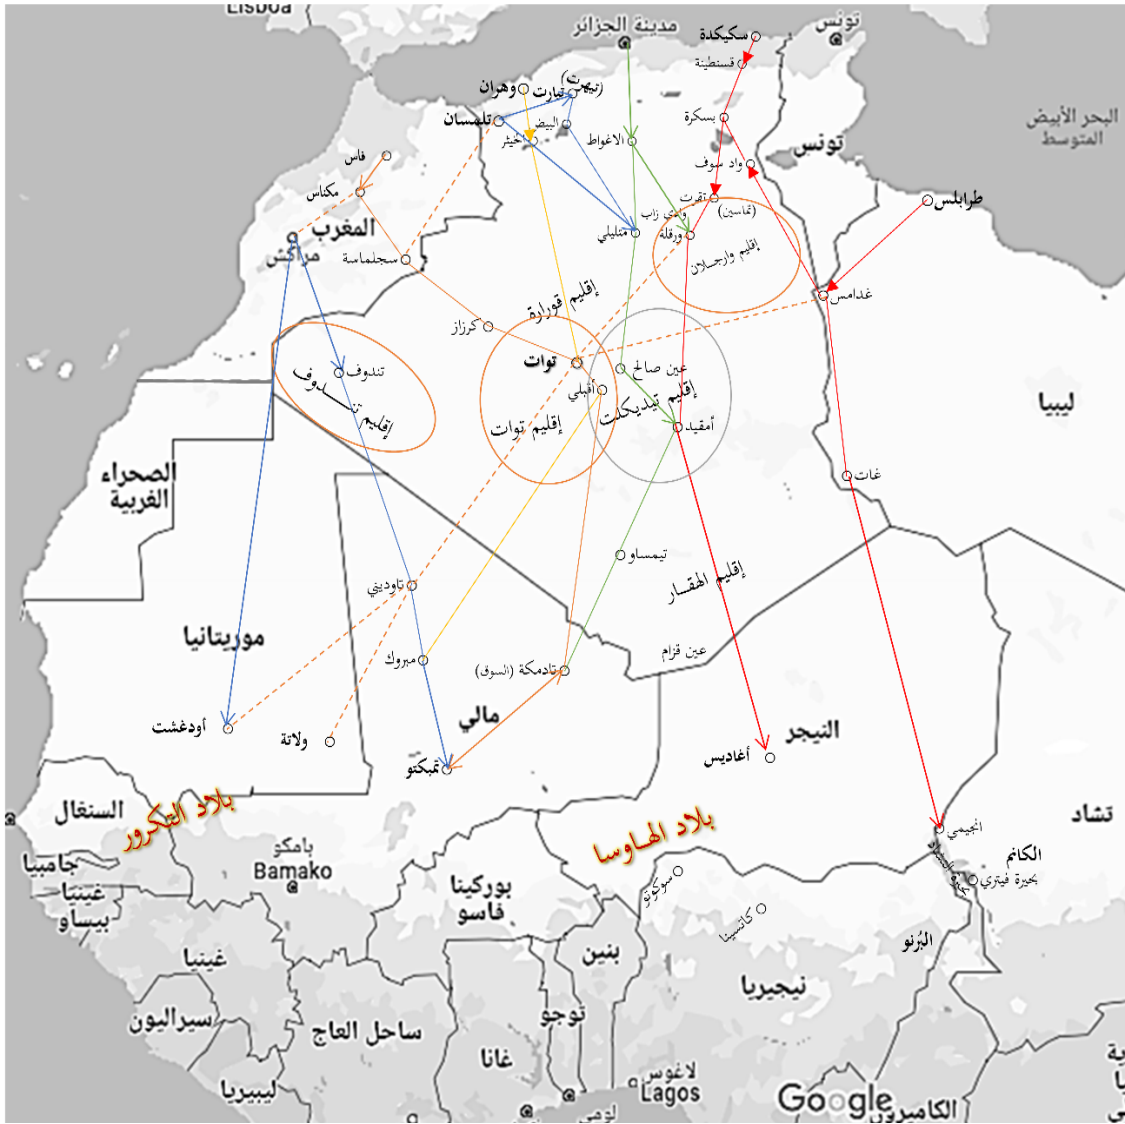 Lisboa
مدينة الجزائر
سكيكدة
تونس
قسنطينة
وهران
تيارت
(تيهرت)
البحر الأبيض
المتوسط
تلمسان
البيض
الخيثر
الاغواط
بسكرة
تونس
فاس
واد سوف
مكناس
تقرت
(تماسين)
طرابلس
وادي زاب
المغرب
مراكش
متليلي
ورقلة
إقليم وارجلان
سجلماسة
غدامس
إقليم قورارة
كرزاز
توات
عين صالح
تندوف
إقليم تندوف
أقبلي
إقليم تيديكلت
ليبيا
إقليم توات
أمقيد
الصحراء
الغربية
غات
تيمساو
إقليم الهقار
تاوديني
موريتانيا
مبروك
تادمكة (السوق)
عين قزام
أودغشت
ولاتة
مالي
النيجر
أغاديس
تمبكتو
السنغال
بلاد التكرور
بلاد الهاوسا
تشاد
انجيمي
جامبيا
باماكو
Bamako
الكانم
بحيرة فيتري
غينيا
بيساو
بوركينا
فاسو
سوكوتو
كاتسينا
البُرنو
غينيا
بنين
نيجيريا
سيراليون
ساحل العاج
توجو
غانا
ليبيريا
لاغوس
Lagos
لومي
Google
الكاميرون